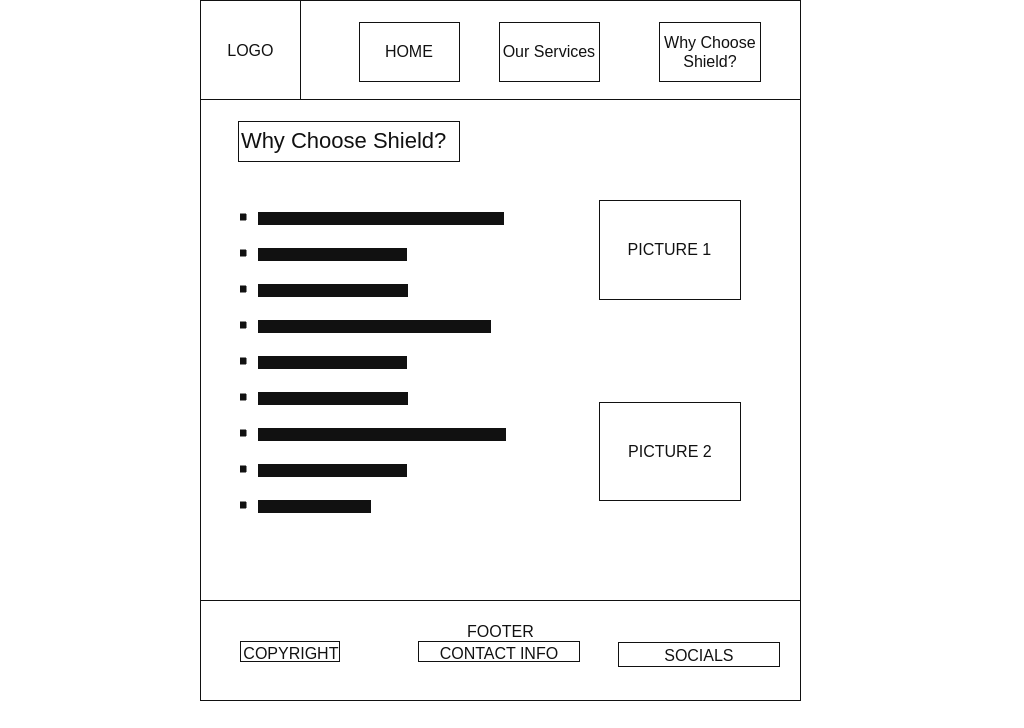 LOGO
HOME
Our Services
Why Choose
Shield?
Why Choose Shield?
PICTURE 1
PICTURE 2
FOOTER
COPYRIGHT
CONTACT INFO
SOCIALS